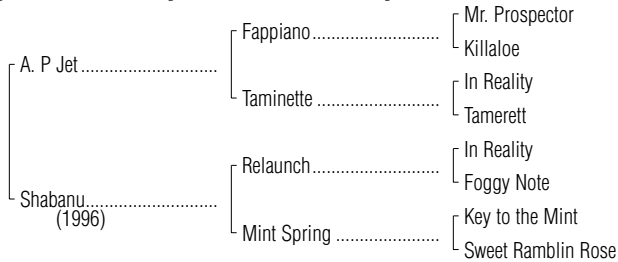 Mr. Prospector
Fappiano
Killaloe
A. P Jet
In Reality
Taminette
Tamerett
In Reality
Relaunch
Foggy Note
Shabanu
(1996)
Key to the Mint
Mint Spring
Sweet Ramblin Rose